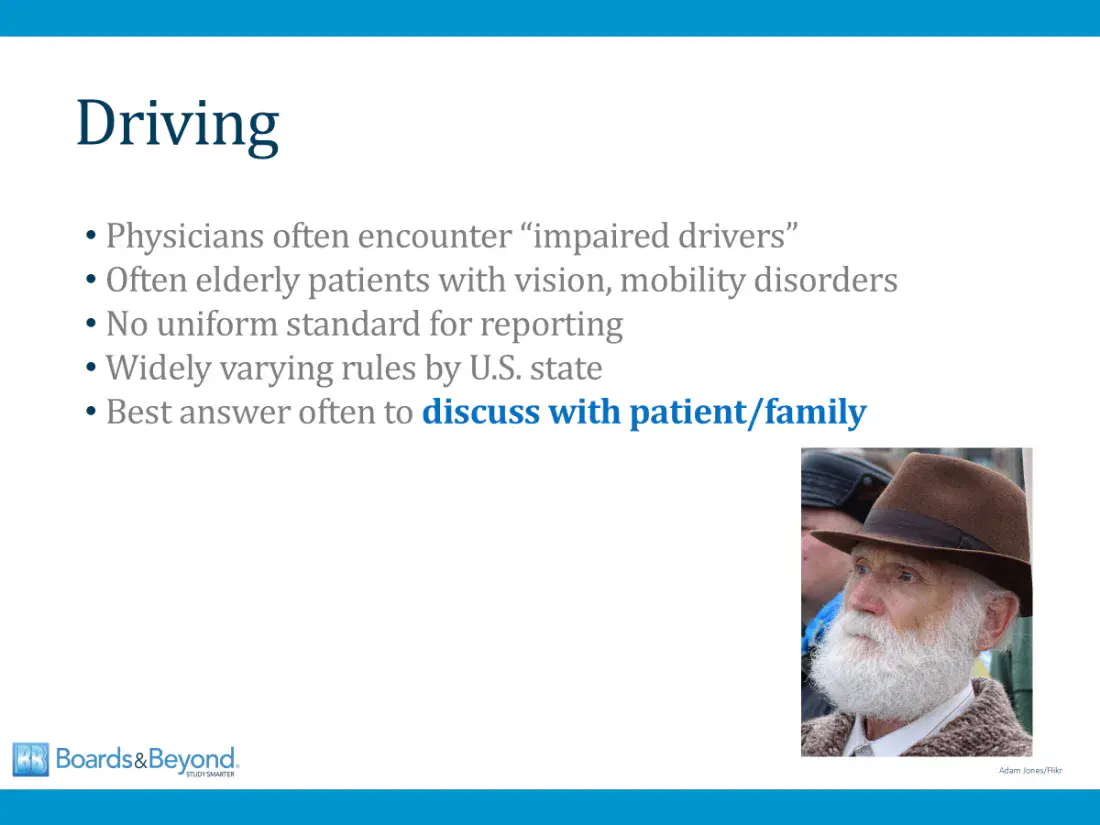 Driving
• Physicians often encounter “impaired drivers”
• Often elderly patients with vision, mobility disorders
• No uniform standard for reporting
• Widely varying rules by U.S. state
• Best answer often to discuss with patient/family
BB Boards&Beyond.
STUDY SMARTER
Adam Jones/Flikr